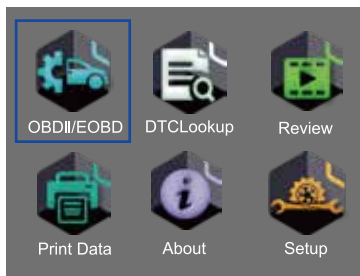 OBDII/EOBD
DTCLookup
Review
Print Data
About
Setup